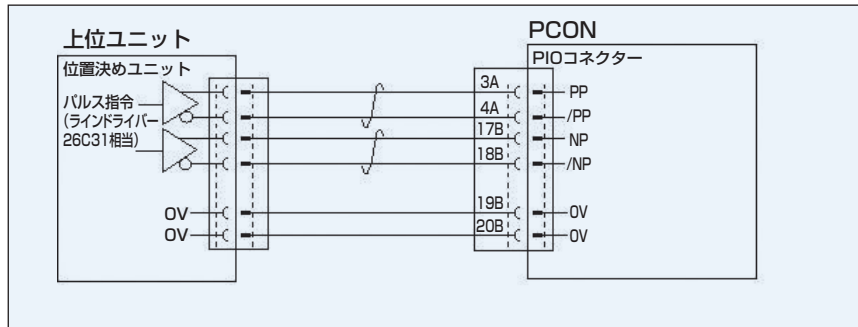 上位ユニット
位置決めユニット
パルス指令
(ラインドライバー
26C31相当)
0V
0V
PCON
PIOコネクター
3A
PP
4A
/PP
17B
NP
18B
/NP
19B
0V
20B
0V